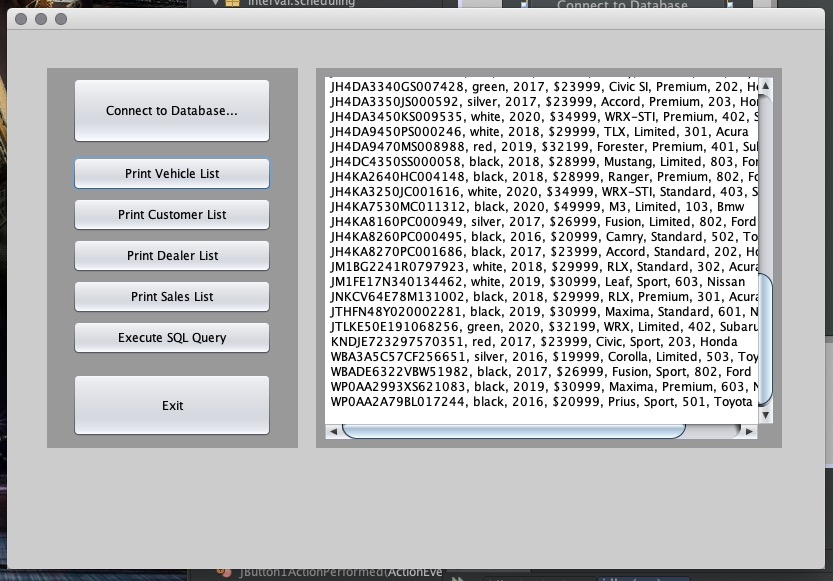 interval.scheduling
Connect to Database
Connect to Database...
Print Vehicle List
Print Customer List
Print Dealer List
Print Sales List
Execute SQL Query
Exit
JH4DA3340GS007428, green, 2017, $23999, Civic SI, Premium, 202, Ho
JH4DA3350JS000592, silver, 2017, $23999, Accord, Premium, 203, Hon
JH4DA3450KS009535, white, 2020, $34999, WRX-STI, Premium, 402, S
JH4DA9450PS000246, white, 2018, $29999, TLX, Limited, 301, Acura
JH4DA9470MS008988, red, 2019, $32199, Forester, Premium, 401, Sul
JH4DC4350SS000058, black, 2018, $28999, Mustang, Limited, 803, For
JH4KA2640HC004148, black, 2018, $28999, Ranger, Premium, 802, Fo
JH4KA3250JC001616, white, 2020, $34999, WRX-STI, Standard, 403, S
JH4KA7530MC011312, black, 2020, $49999, M3, Limited, 103, Bmw
JH4KA8160PC000949, silver, 2017, $26999, Fusion, Limited, 802, Ford
JH4KA8260PC000495, black, 2016, $20999, Camry, Standard, 502, To
JH4KA8270PC001686, black, 2017, $23999, Accord, Standard, 202, Ho
JM1BG2241R0797923, white, 2018, $29999, RLX, Standard, 302, Acura
JM1FE17N340134462, white, 2019, $30999, Leaf, Sport, 603, Nissan
JNKCV64E78M131002, black, 2018, $29999, RLX, Premium, 301, Acura
JTHFN48Y020002281, black, 2019, $30999, Maxima, Standard, 601, N
JTLKE50E191068256, green, 2020, $32199, WRX, Limited, 402, Subaru
KNDJE723297570351, red, 2017, $23999, Civic, Sport, 203, Honda
WBA3A5C57CF256651, silver, 2016, $19999, Corolla, Limited, 503, Toy
WBADE6322VBW51982, black, 2017, $26999, Fusion, Sport, 802, Ford
WP0AA2993XS621083, black, 2019, $30999, Maxima, Premium, 603, N
WP0AA2A79BL017244, black, 2016, $20999, Prius, Sport, 501, Toyota
jButton1ActionPerformed(ActionEve